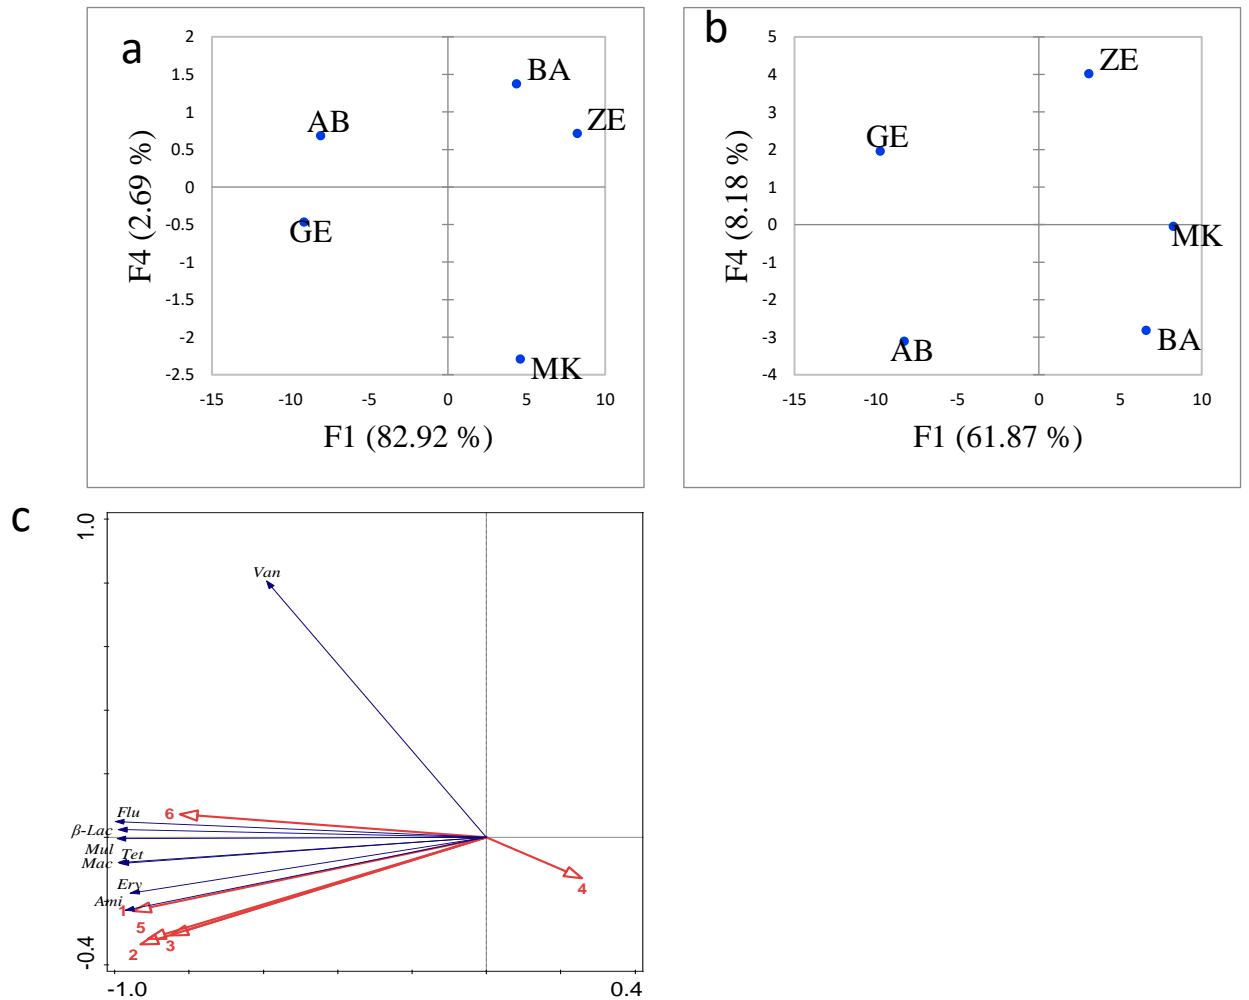 a
2
1.5
1
0.5
0
-0.5
-1
-1.5
-2
-2.5
-15
-10
-5
0
5
10
F4 (2.69 %)
F1 (82.92 %)
AB
BA
ZE
GE
MK
b
5
4
3
2
1
0
-1
-2
-3
-4
-15
-10
-5
0
5
10
F4 (8.18 %)
F1 (61.87 %)
ZE
GE
MK
AB
BA
c
1.0
-0.4
-1.0
0.4
Van
Flu
6
β-Lac
Mul
Tet
Mac
Ery
Ami
1
5
2
3
4